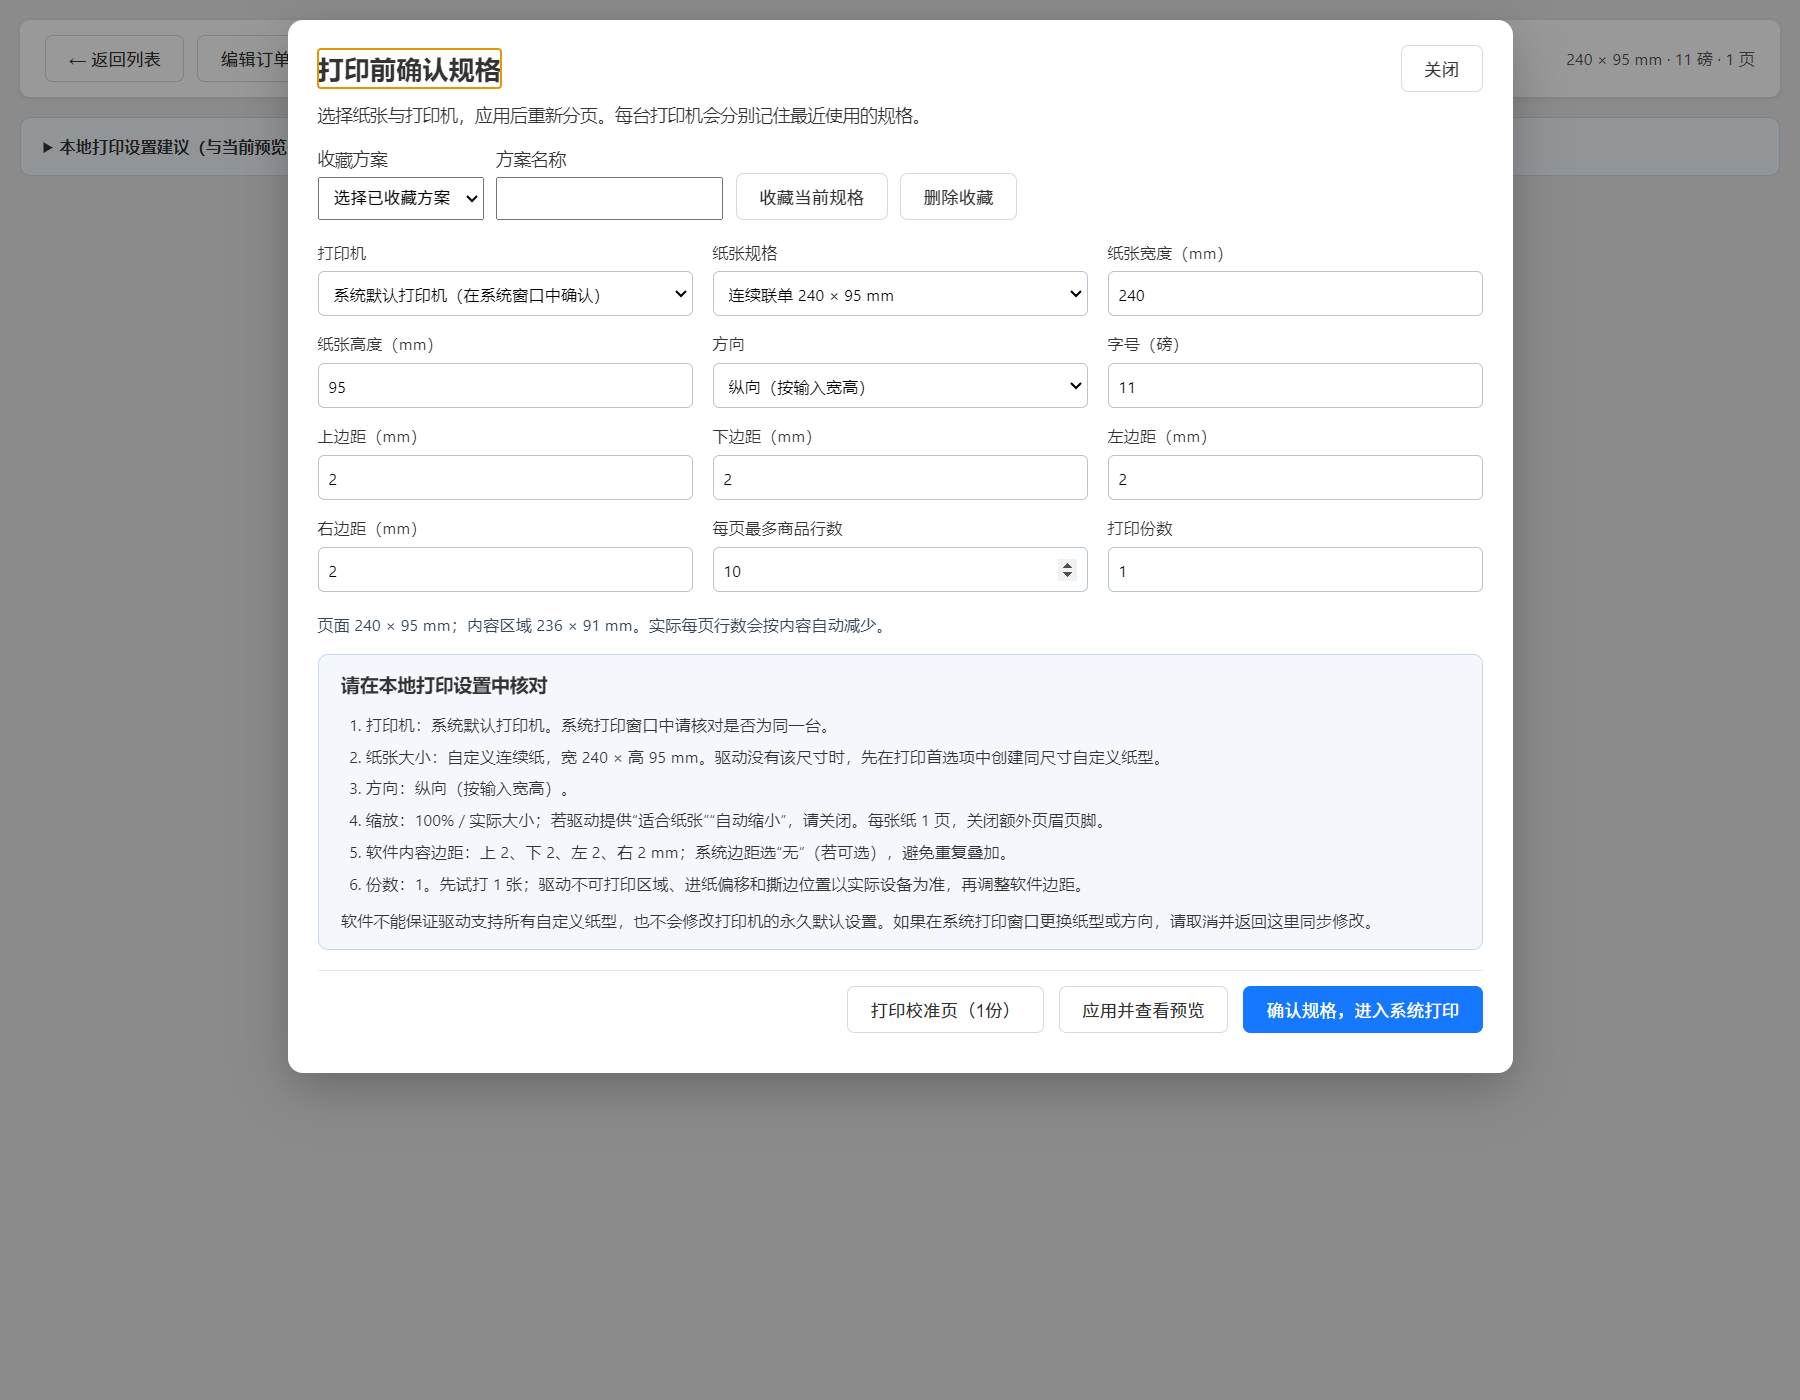 ← 返回列表
编辑订单
240 × 95 mm · 11 磅 · 1 页
▶ 本地打印设置建议（与当前预览
打印前确认规格
关闭
选择纸张与打印机，应用后重新分页。每台打印机会分别记住最近使用的规格。
收藏方案
方案名称
选择已收藏方案
收藏当前规格
删除收藏
打印机
纸张规格
纸张宽度（mm）
系统默认打印机（在系统窗口中确认）
连续联单 240 × 95 mm
240
纸张高度（mm）
方向
字号（磅）
95
纵向（按输入宽高）
11
上边距（mm）
下边距（mm）
左边距（mm）
2
2
2
右边距（mm）
每页最多商品行数
打印份数
2
10
1
页面 240 × 95 mm；内容区域 236 × 91 mm。实际每页行数会按内容自动减少。
请在本地打印设置中核对
1. 打印机：系统默认打印机。系统打印窗口中请核对是否为同一台。
2. 纸张大小：自定义连续纸，宽 240 × 高 95 mm。驱动没有该尺寸时，先在打印首选项中创建同尺寸自定义纸型。
3. 方向：纵向（按输入宽高）。
4. 缩放：100% / 实际大小；若驱动提供“适合纸张”“自动缩小”，请关闭。每张纸 1 页，关闭额外页眉页脚。
5. 软件内容边距：上 2、下 2、左 2、右 2 mm；系统边距选“无”（若可选），避免重复叠加。
6. 份数：1。先试打 1 张；驱动不可打印区域、进纸偏移和撕边位置以实际设备为准，再调整软件边距。
软件不能保证驱动支持所有自定义纸型，也不会修改打印机的永久默认设置。如果在系统打印窗口更换纸型或方向，请取消并返回这里同步修改。
打印校准页（1份）
应用并查看预览
确认规格，进入系统打印